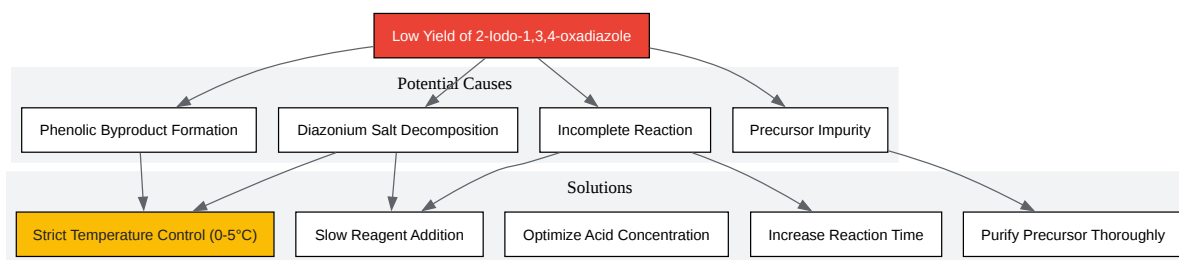 Low Yield of 2-Iodo-1,3,4-oxadiazole
Potential Causes
Phenolic Byproduct Formation
Diazonium Salt Decomposition
Incomplete Reaction
Precursor Impurity
Solutions
Strict Temperature Control (0-5°C)
Slow Reagent Addition
Optimize Acid Concentration
Increase Reaction Time
Purify Precursor Thoroughly